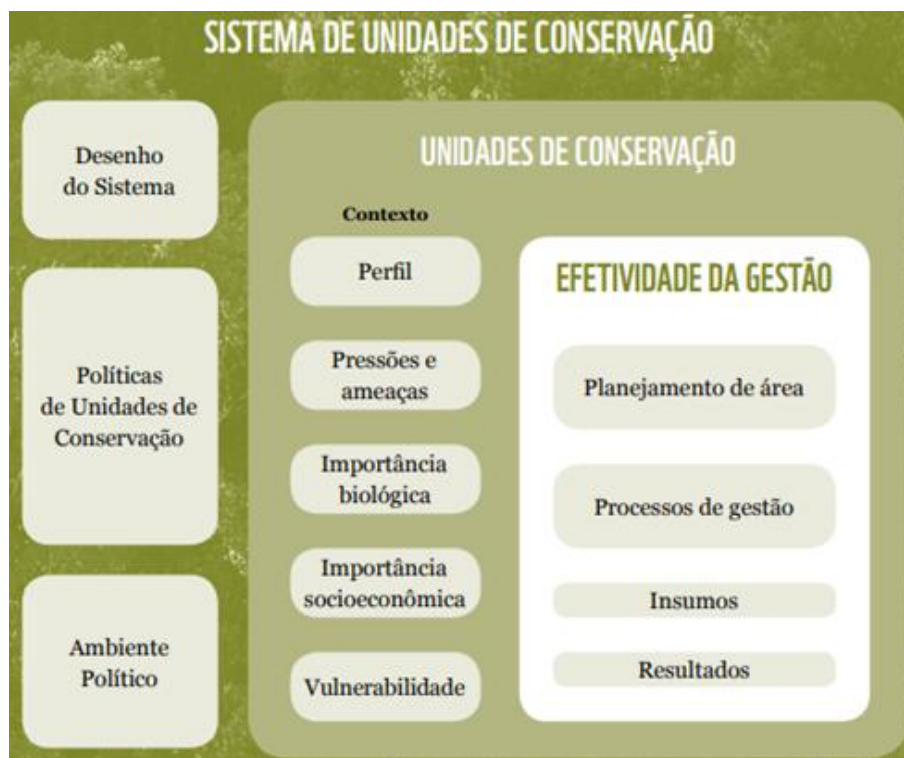 SISTEMA DE UNIDADES DE CONSERVAÇÃO
Desenho
do Sistema
Políticas
de Unidades de
Conservação
Ambiente
Político
UNIDADES DE CONSERVAÇÃO
Contexto
Perfil
Pressões e
ameaças
Importância
biológica
Importância
socioeconômica
Vulnerabilidade
EFETIVIDADE DA GESTÃO
Planejamento de área
Processos de gestão
Insumos
Resultados